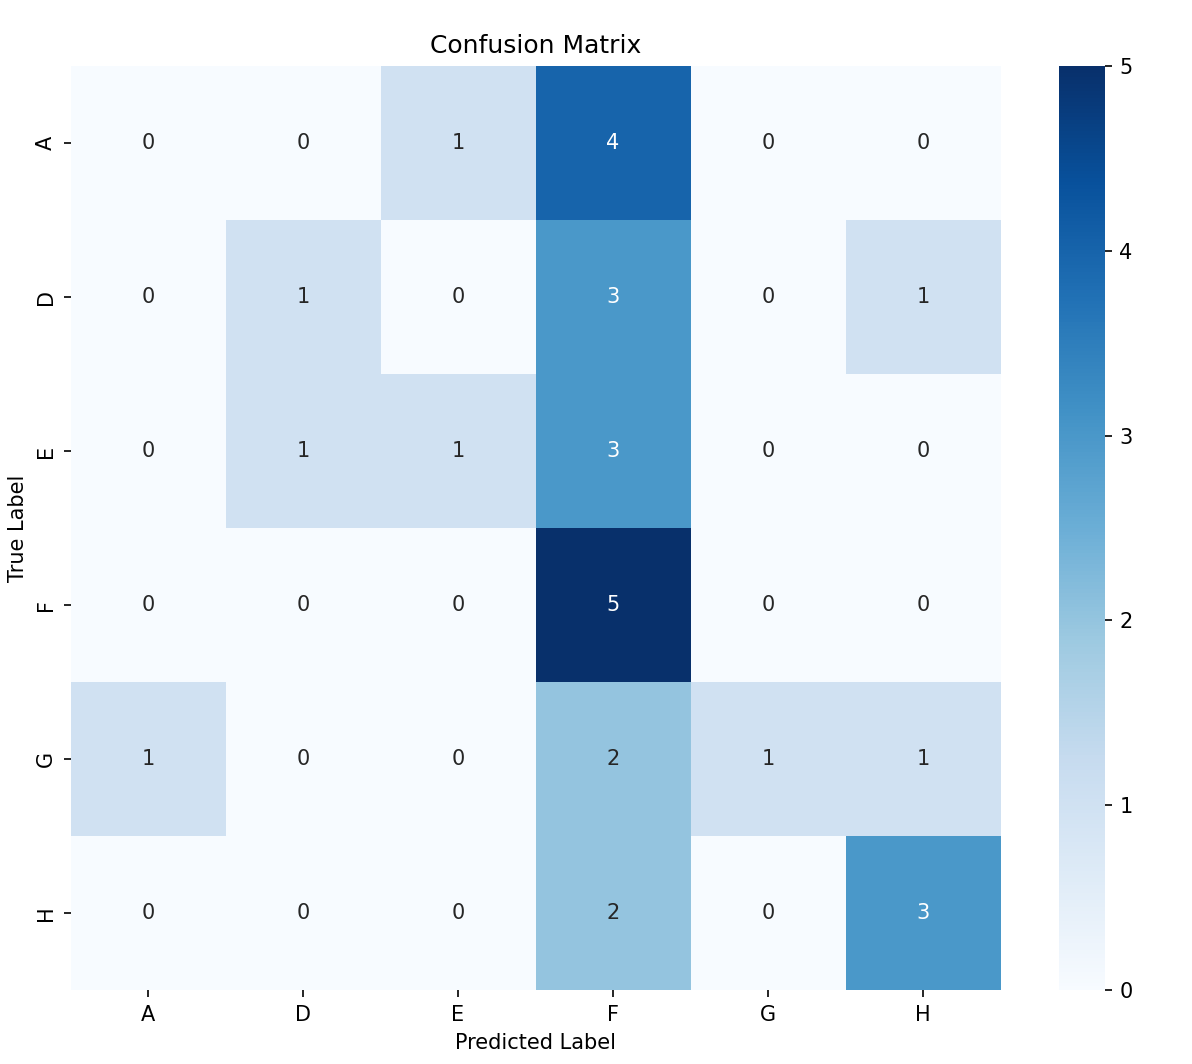 Confusion Matrix
A 0 0 1 4 0 0
D 0 1 0 3 0 1
E 0 1 1 3 0 0
F 0 0 0 5 0 0
G 1 0 0 2 1 1
H 0 0 0 2 0 3
A D E F G H
Predicted Label
True Label
5
4
3
2
1
0